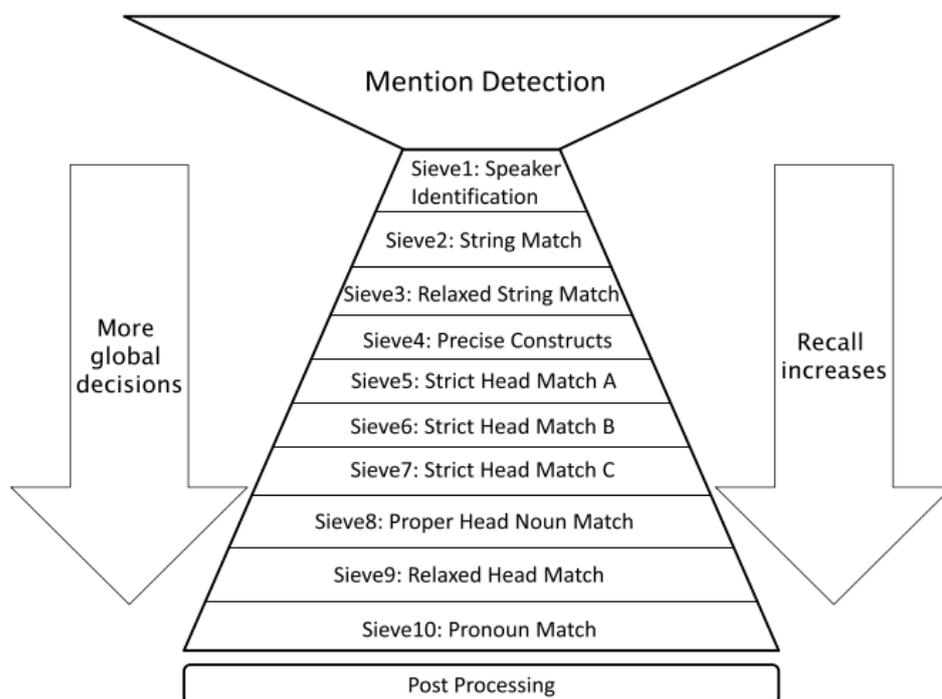 Mention Detection
Sieve1: Speaker
Identification
Sieve2: String Match
Sieve3: Relaxed String Match
Sieve4: Precise Constructs
Sieve5: Strict Head Match A
Sieve6: Strict Head Match B
Sieve7: Strict Head Match C
Sieve8: Proper Head Noun Match
Sieve9: Relaxed Head Match
Sieve10: Pronoun Match
Post Processing
More
global
decisions
Recall
increases